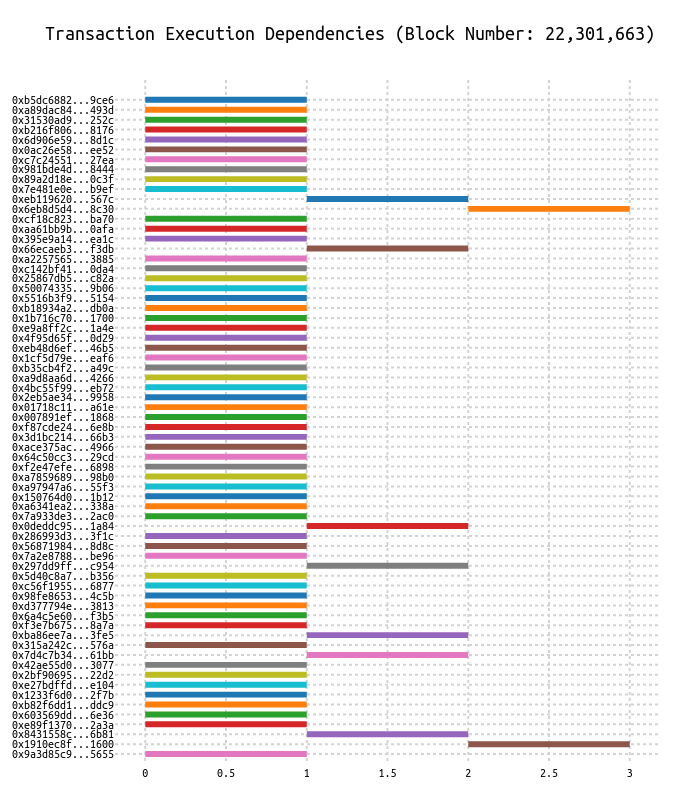 Transaction Execution Dependencies (Block Number: 22,301,663)
0xb5dc6882...9ce6
0xa89dac84...493d
0x31530ad9...252c
0xb216f806...8176
0x6d906e59...8d1c
0x0ac26e58...ee52
0xc7c24551...27ea
0x981bde4d...8444
0x89a2d18e...0c3f
0x7e481e0e...b9ef
0xeb119620...567c
0x6eb8d5d4...8c30
0xcf18c823...ba70
0xaa61bb9b...0afa
0x395e9a14...ea1c
0x66ecaeb3...f3db
0xa2257565...3885
0xc142bf41...0da4
0x25867db5...c82a
0x50074335...9b06
0x5516b3f9...5154
0xb18934a2...db0a
0x1b716c70...1700
0xe9a8ff2c...1a4e
0x4f95d65f...0d29
0xeb48d6ef...46b5
0x1cf5d79e...eaf6
0xb35cb4f2...a49c
0xa9d8aa6d...4266
0x4bc55f99...eb72
0x2eb5ae34...9958
0x01718c11...a61e
0x007891ef...1868
0xf87cde24...6e8b
0x3d1bc214...66b3
0xace375ac...4966
0x64c50cc3...29cd
0xf2e47efe...6898
0xa7859689...98b0
0xa97947a6...55f3
0x150764d0...1b12
0xa6341ea2...338a
0x7a933de3...2ac0
0x0deddc95...1a84
0x286993d3...3f1c
0x56871984...8d8c
0x7a2e8788...be96
0x297dd9ff...c954
0x5d40c8a7...b356
0xc56f1955...6877
0x98fe8653...4c5b
0xd377794e...3813
0x6a4c5e60...f3b5
0xf3e7b675...8a7a
0xba86ee7a...3fe5
0x315a242c...576a
0x7d4c7b34...61bb
0x42ae55d0...3077
0x2bf90695...22d2
0xe27bdffd...e104
0x1233f6d0...2f7b
0xb82f6dd1...ddc9
0x603569dd...6e36
0xe89f1370...2a3a
0x8431558c...6b81
0x1910ec8f...1600
0x9a3d85c9...5655
0 0.5 1 1.5 2 2.5 3